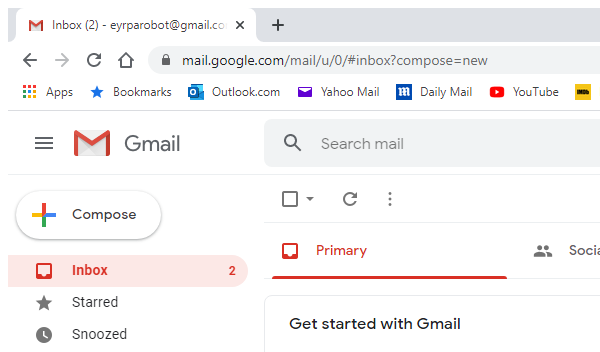 Inbox (2) - eyrparobot@gmail.co
mail.google.com/mail/u/0/#inbox?compose=new
Apps Bookmarks Outlook.com Yahoo Mail Daily Mail YouTube IMDb
Gmail
Search mail
Compose
Inbox 2
Primary
Socia
Starred
Snoozed
Get started with Gmail